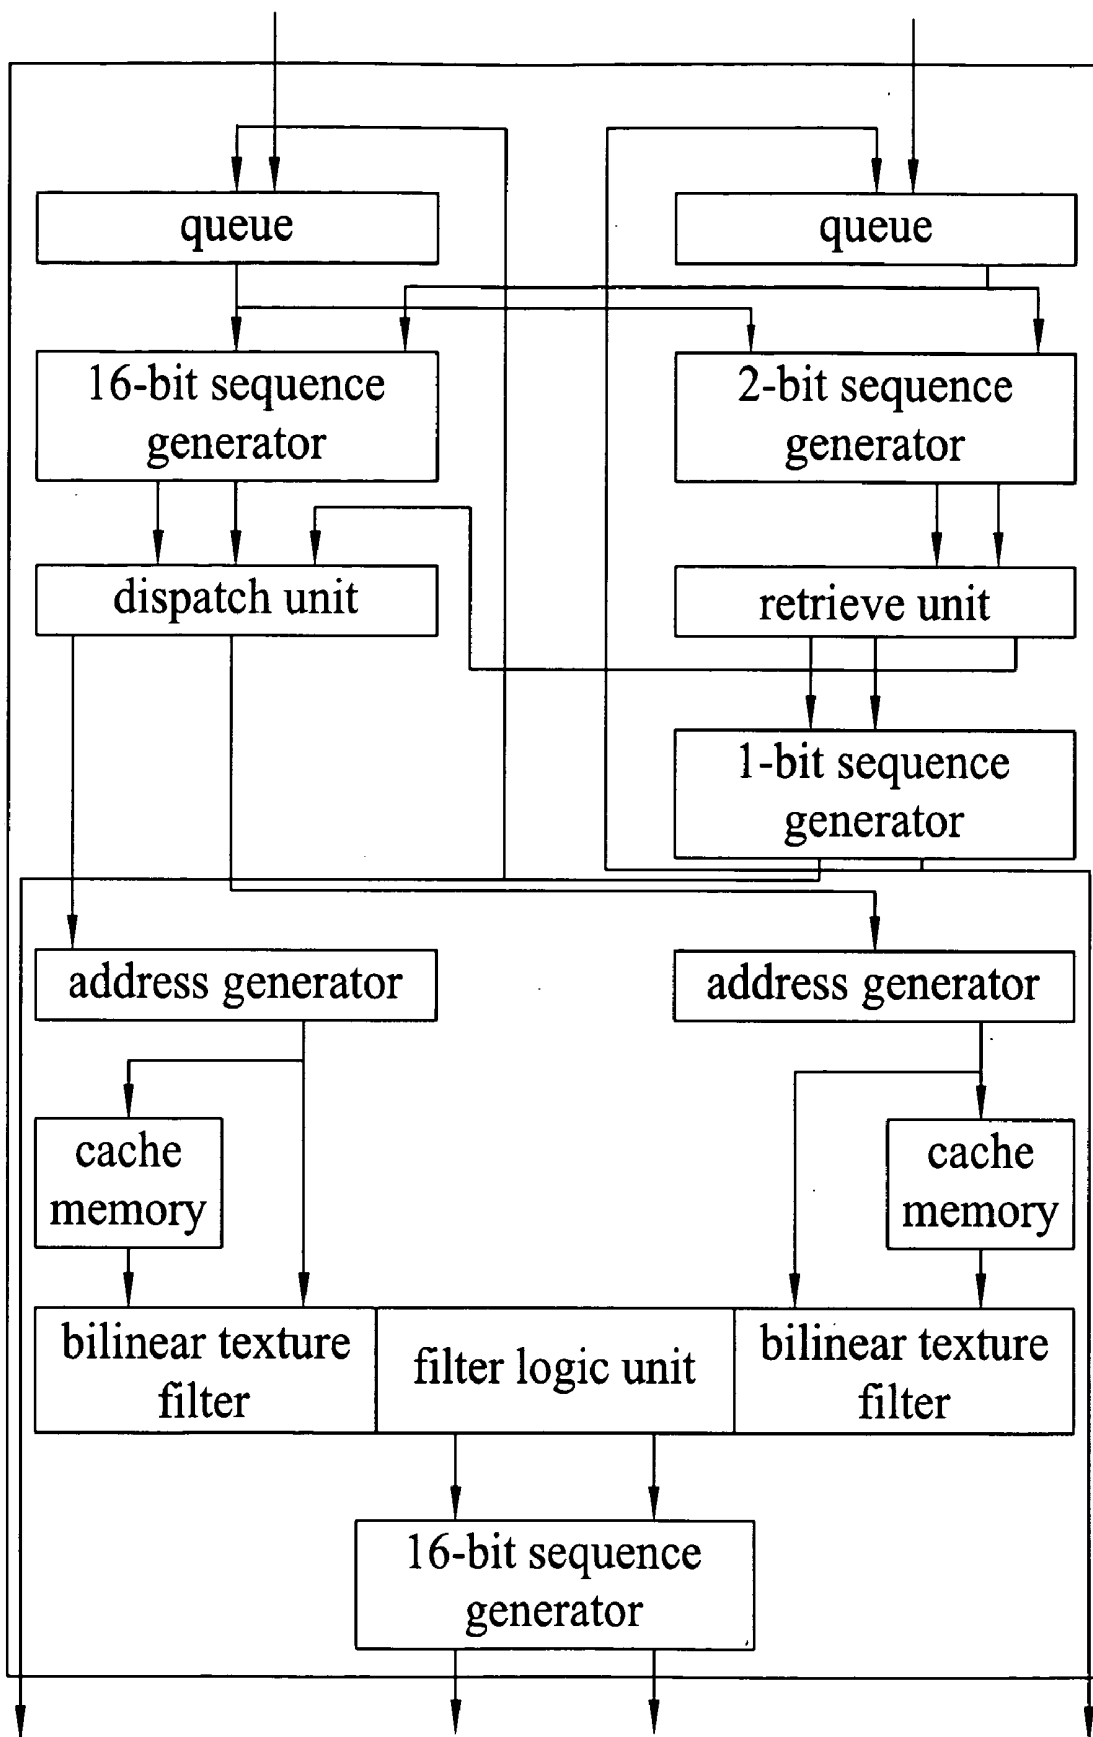 queue
queue
16-bit sequence
generator
2-bit sequence
generator
dispatch unit
retrieve unit
1-bit sequence
generator
address generator
address generator
cache
memory
cache
memory
bilinear texture
filter
filter logic unit
bilinear texture
filter
16-bit sequence
generator